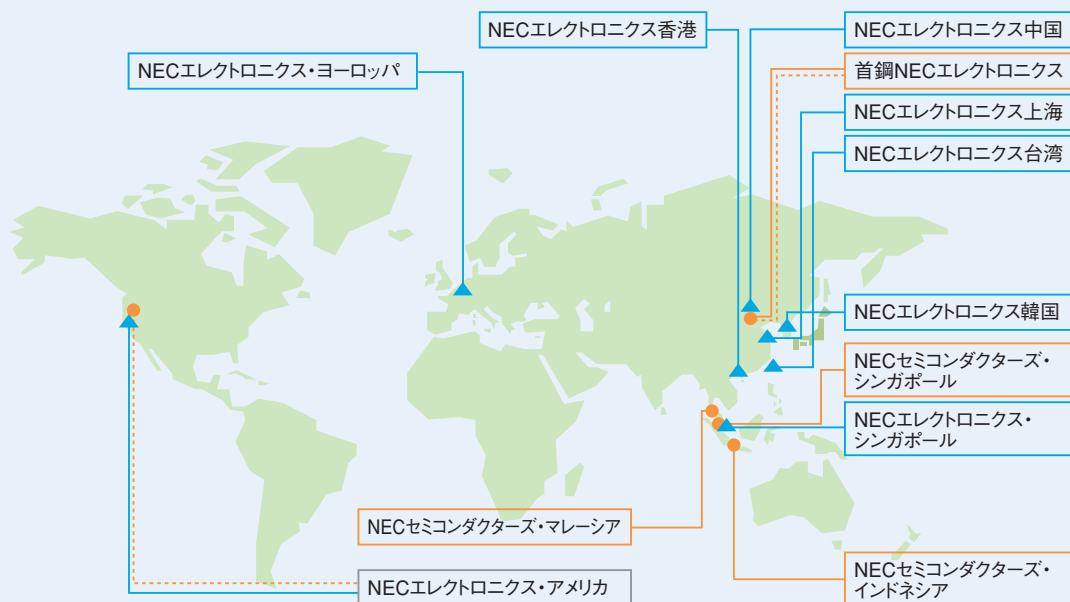 NECエレクトロニクス香港
NECエレクトロニクス中国
NECエレクトロニクス・ヨーロッパ
首鋼NECエレクトロニクス
NECエレクトロニクス上海
NECエレクトロニクス台湾
NECエレクトロニクス韓国
NECセミコンダクターズ・
シンガポール
NECエレクトロニクス・
シンガポール
NECセミコンダクターズ・マレーシア
NECセミコンダクターズ・
インドネシア
NECエレクトロニクス・アメリカ